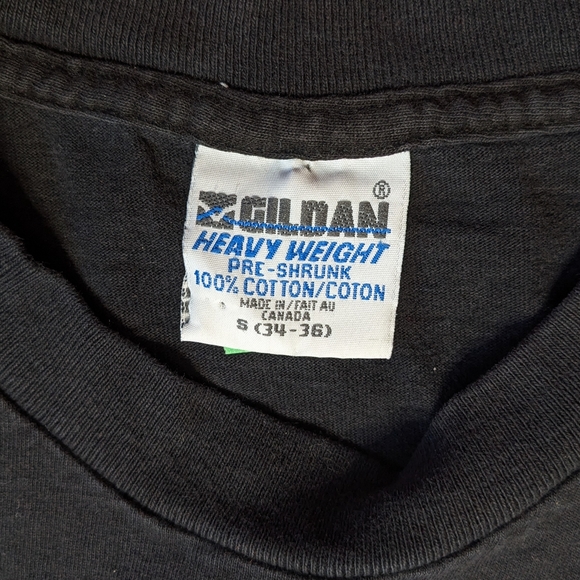 GILDAN®
HEAVY WEIGHT
PRE-SHRUNK
100% COTTON/COTON
MADE IN/FAIT AU
CANADA
S (34-36)